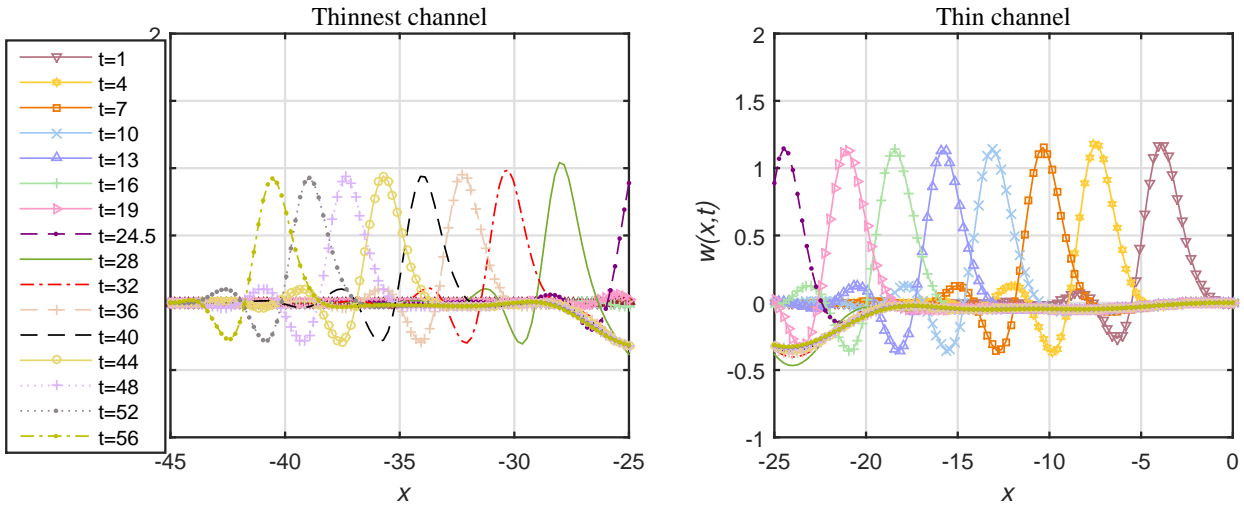 Thinnest channel
Thin channel
2
t=1
t=4
t=7
t=10
t=13
t=16
t=19
t=24.5
t=28
t=32
t=36
t=40
t=44
t=48
t=52
t=56
-45
-40
-35
-30
-25
x
2
1.5
1
0.5
0
-0.5
-1
w(x,t)
-25
-20
-15
-10
-5
0
x